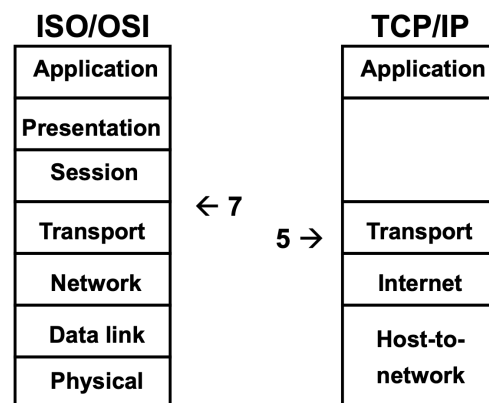 ISO/OSI
Application
Presentation
Session
Transport
Network
Data link
Physical
← 7
5 →
TCP/IP
Application
Transport
Internet
Host-to-
network